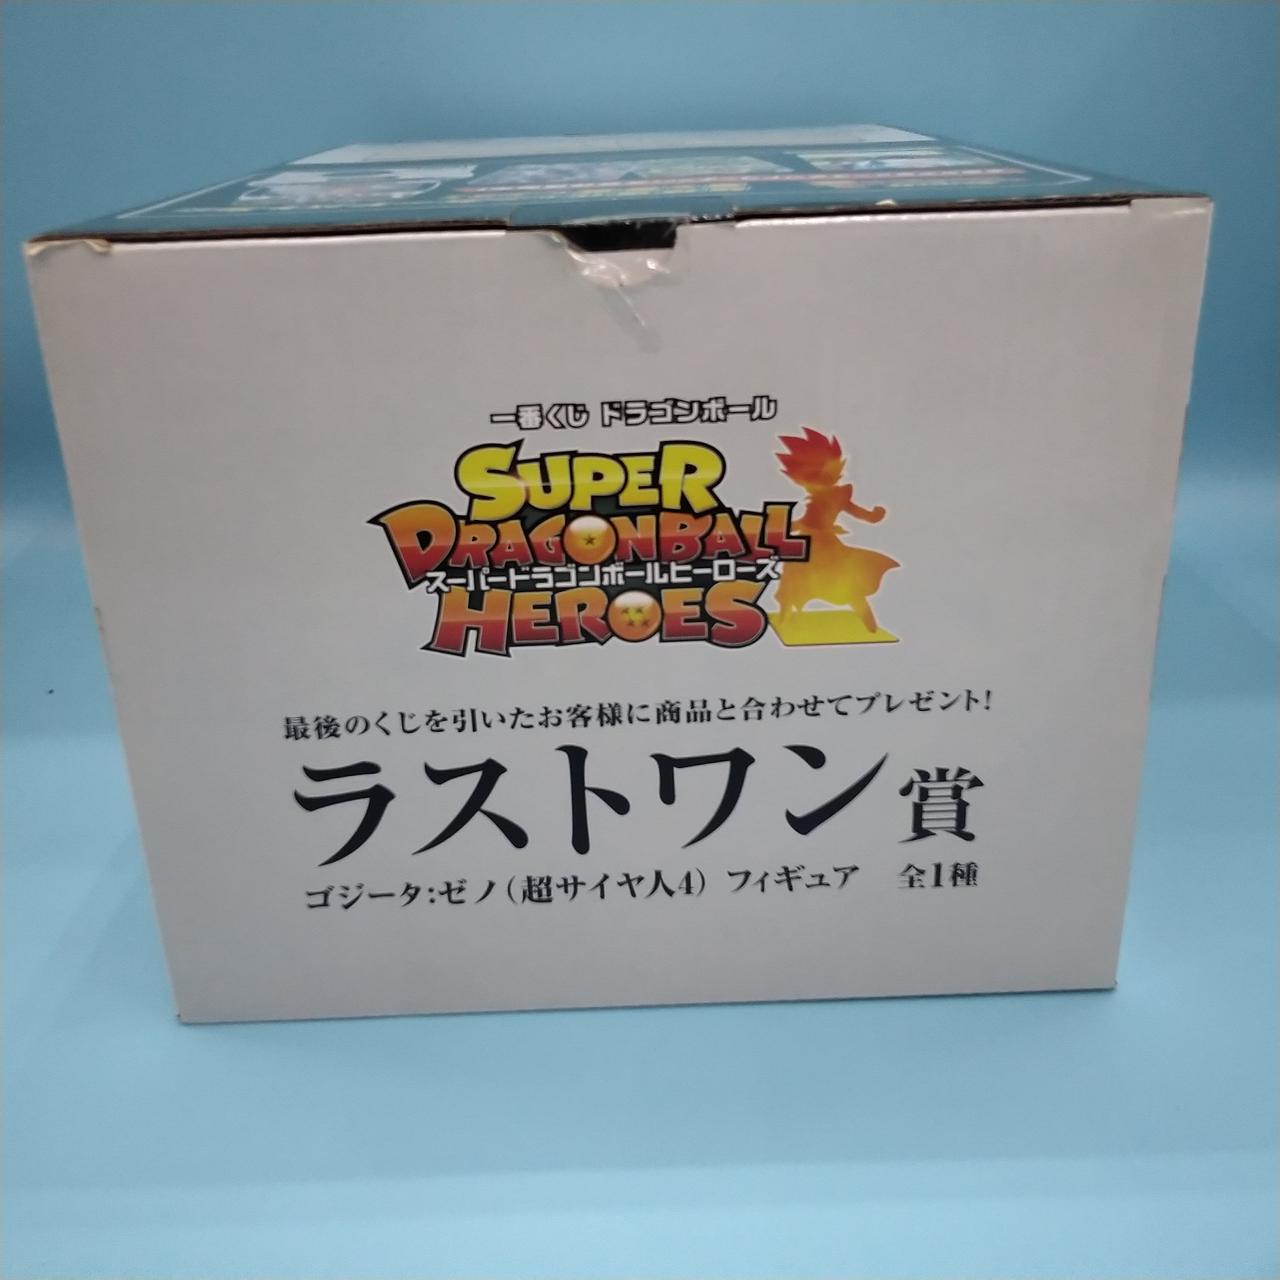 一番くじ ドラゴンボール
SUPER
DRAGONBALL
スーパードラゴンボールヒーローズ
HEROES
最後のくじを引いたお客様に商品と合わせてプレゼント!
ラストワン賞
ゴジータ:ゼノ(超サイヤ人4) フィギュア 全1種